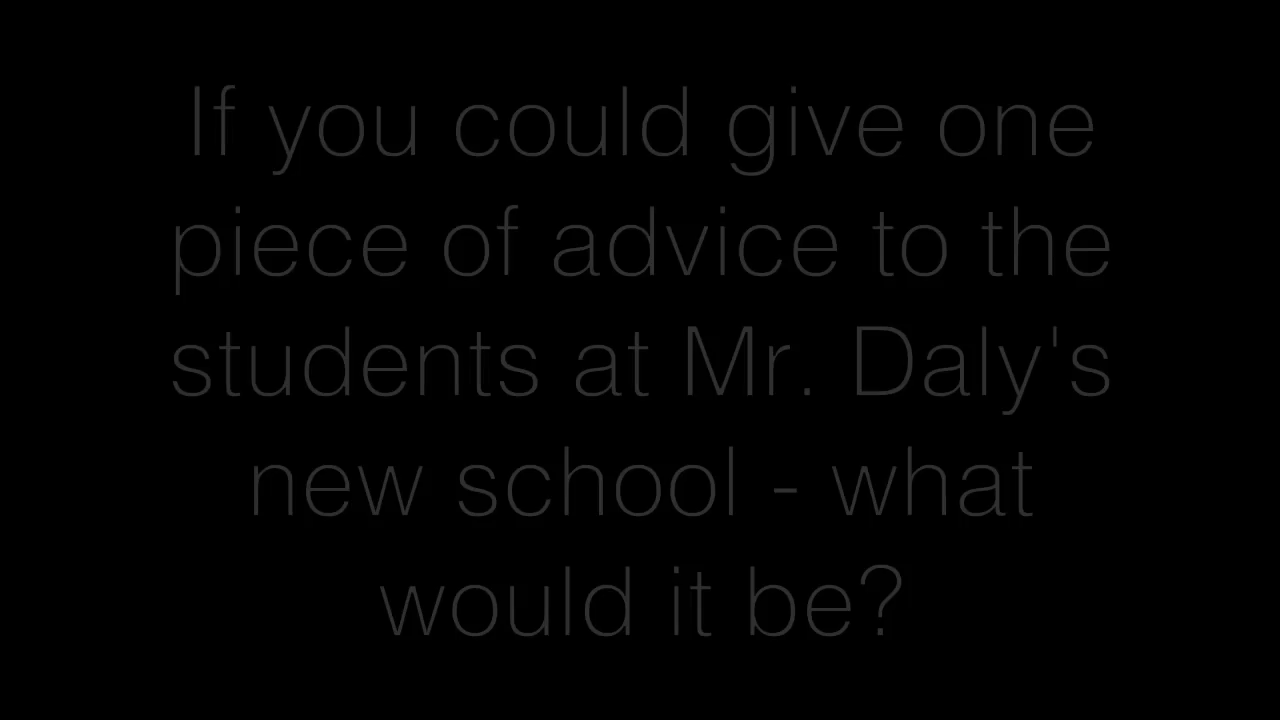 If you could give one
piece of advice to the
students at Mr. Daly's
new school - what
would it be?